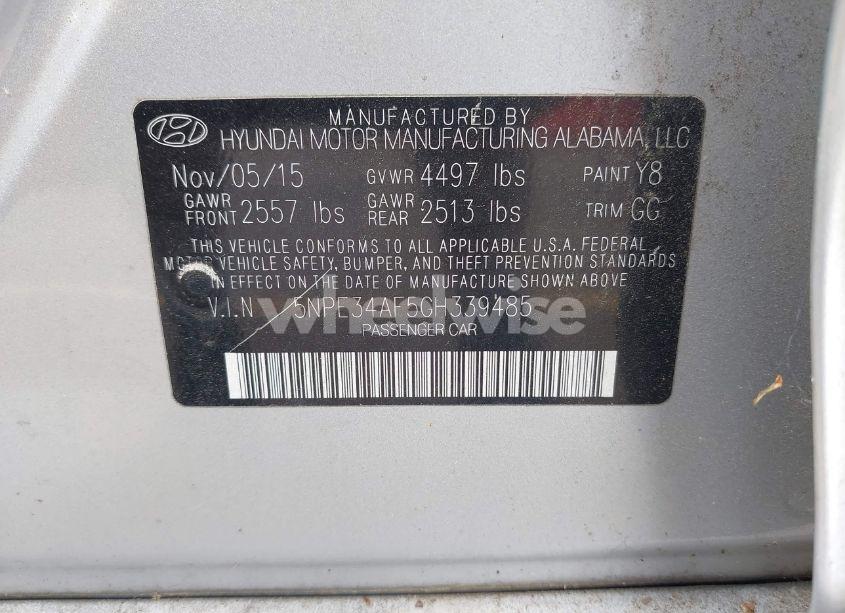 MANUFACTURED BY
HYUNDAI MOTOR MANUFACTURING ALABAMA, LLC
Nov/05/15 GVWR 4497 lbs PAINT Y8
GAWR FRONT 2557 lbs GAWR REAR 2513 lbs TRIM GG
THIS VEHICLE CONFORMS TO ALL APPLICABLE U.S.A. FEDERAL
MOTOR VEHICLE SAFETY, BUMPER, AND THEFT PREVENTION STANDARDS
IN EFFECT ON THE DATE OF MANUFACTURE SHOWN ABOVE
V.I.N 5NPE34AF5GH339485
wheelwise
PASSENGER CAR